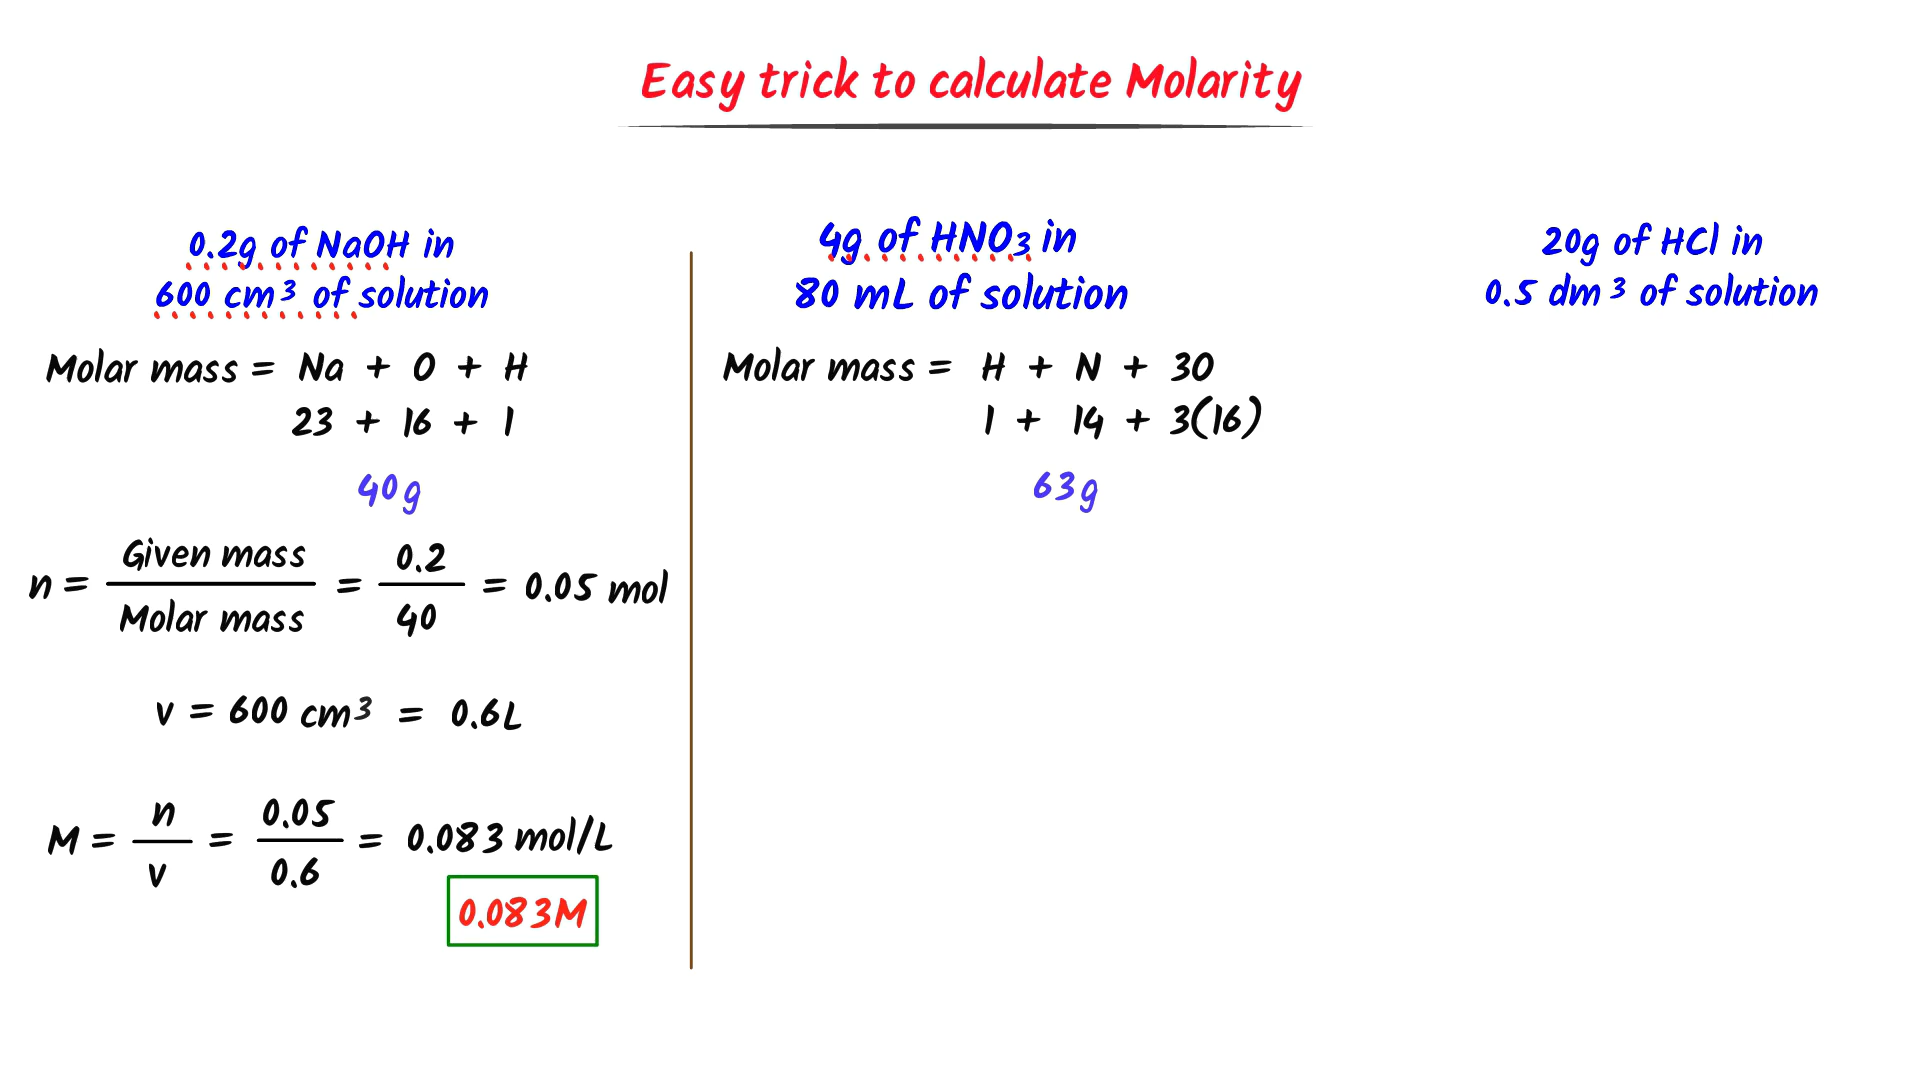 Easy trick to calculate Molarity
0.2g of NaOH in
600 cm³ of solution
Molar mass = Na + O + H
23 + 16 + 1
40g
n = Given mass / Molar mass = 0.2 / 40 = 0.05 mol
v = 600 cm³ = 0.6L
M = n / v = 0.05 / 0.6 = 0.083 mol/L
0.083M
4g of HNO₃ in
80 mL of solution
Molar mass = H + N + 3O
1 + 14 + 3(16)
63g
20g of HCl in
0.5 dm³ of solution